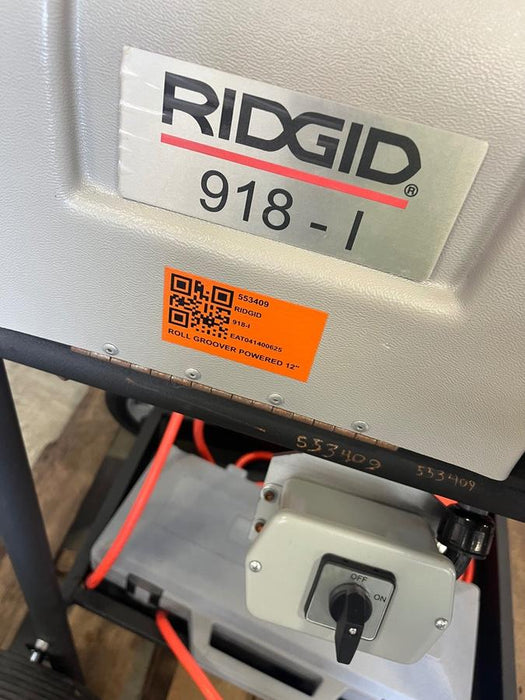 RIDGID®
918 - I
553409
RIDGID
918-I
EAT041400625
ROLL GROOVER POWERED 12"
553409
553409
OFF
ON